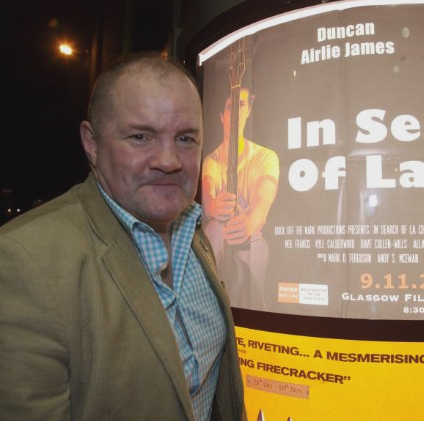 Duncan
Airlie James
In Se
Of La
DUCK OFF THE MARK PRODUCTIONS PRESENTS IN SEARCH OF LA CH
NEIL FRANCIS KYLE CALDERWOOD DAVE COLLER-MILLS ALLA
MARK D. FERGUSON ANDY S. MCEWAN
9.11.2
GLASGOW FIL
8:30
E, RIVETING... A MESMERISING
NG FIRECRACKER"